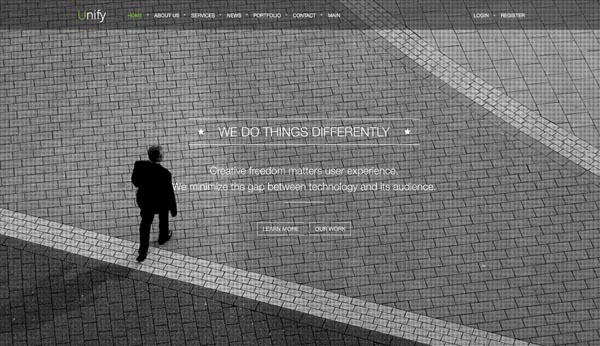 Unify
HOME • ABOUT US • SERVICES • NEWS • PORTFOLIO • CONTACT • MAIN
LOGIN • REGISTER
★ WE DO THINGS DIFFERENTLY ★
Creative freedom matters user experience.
We minimize the gap between technology and its audience.
LEARN MORE
OUR WORK